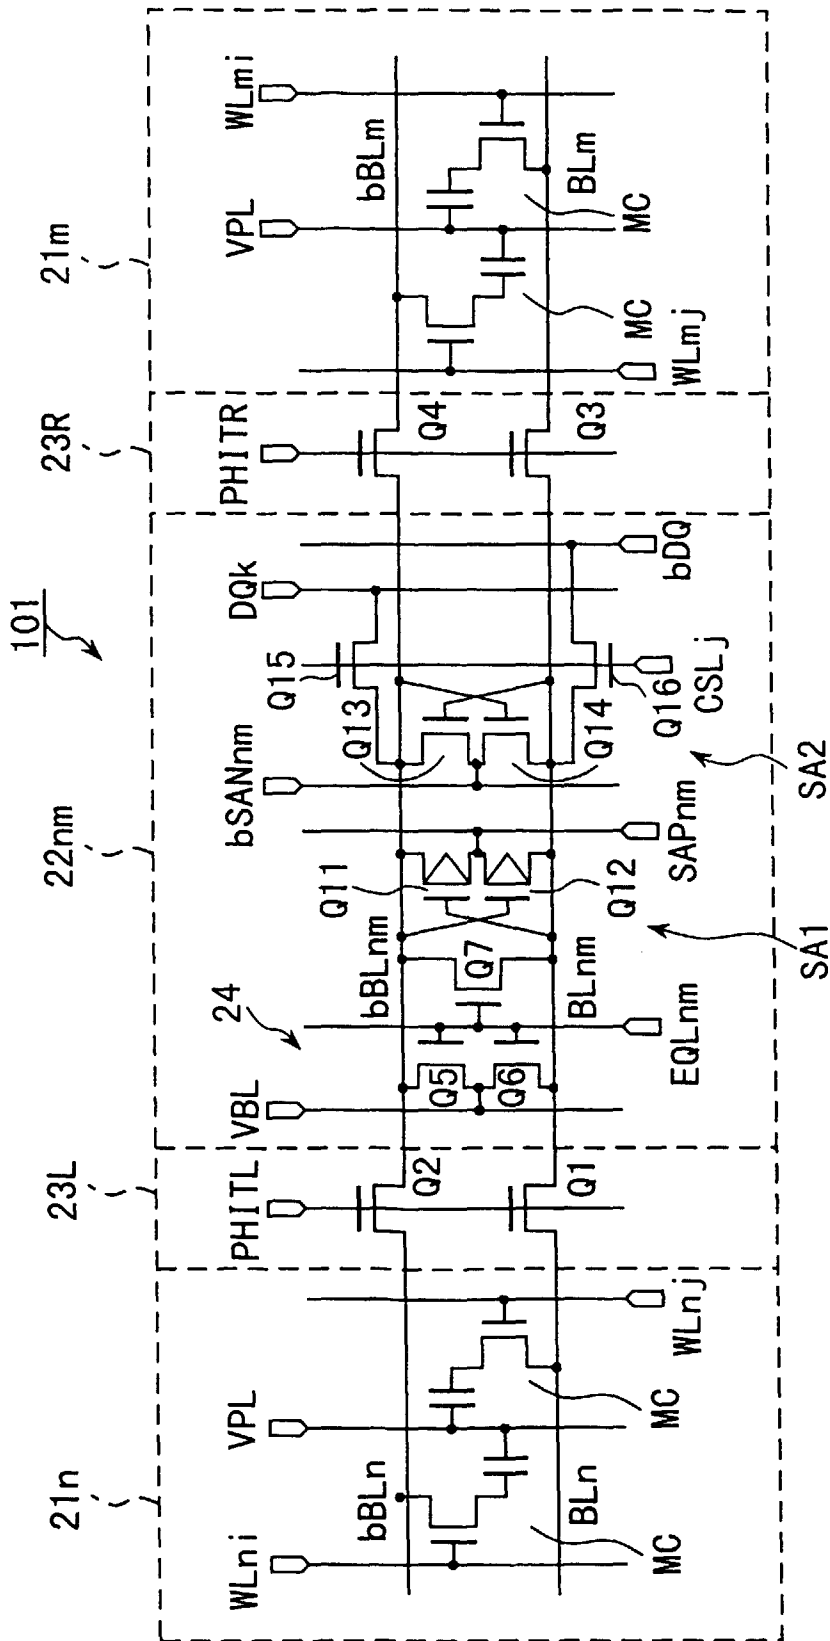 101
21n
23L
22nm
23R
21m
WLni
VPL
PHITL
VBL
24
bSANnm
DQk
PHITR
VPL
WLmi
bBLn
Q2
Q5
bBLnm
Q11
Q13
Q15
Q4
bBLm
Q7
Q6
BLn
Q1
BLnm
Q12
Q14
Q16
Q3
BLm
MC
MC
WLnj
EQLnm
SAPnm
CSLj
bDQ
WLmj
MC
MC
SA1
SA2